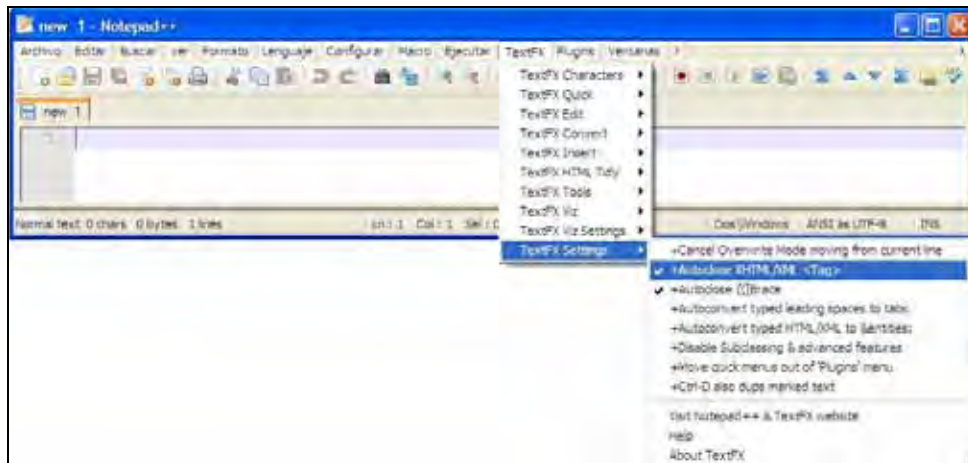 new 1 - Notepad++
Archivo Editar Buscar Ver Formato Lenguaje Configurar Macro Ejecutar TextFX Plugins Ventanas ?
new 1
1
TextFX Characters
TextFX Quick
TextFX Edit
TextFX Convert
TextFX Insert
TextFX HTML Tidy
TextFX Tools
TextFX Viz
TextFX Viz Settings
TextFX Settings
Normal text 0 chars 0 bytes 1 lines Ln : 1 Col : 1 Sel : 0 Dos\Windows ANSI as UTF-8 INS
+Cancel Overwrite Mode moving from current line
+Autoclose XHTML/XML <Tag>
+Autoclose {([Brace
+Autoconvert typed leading spaces to tabs
+Autoconvert typed HTML/XML to &entities;
+Disable Subclassing & advanced features
+Move quick menus out of 'Plugins' menu
+Ctrl-D also dups marked text
Visit Notepad++ & TextFX website
Help
About TextFX